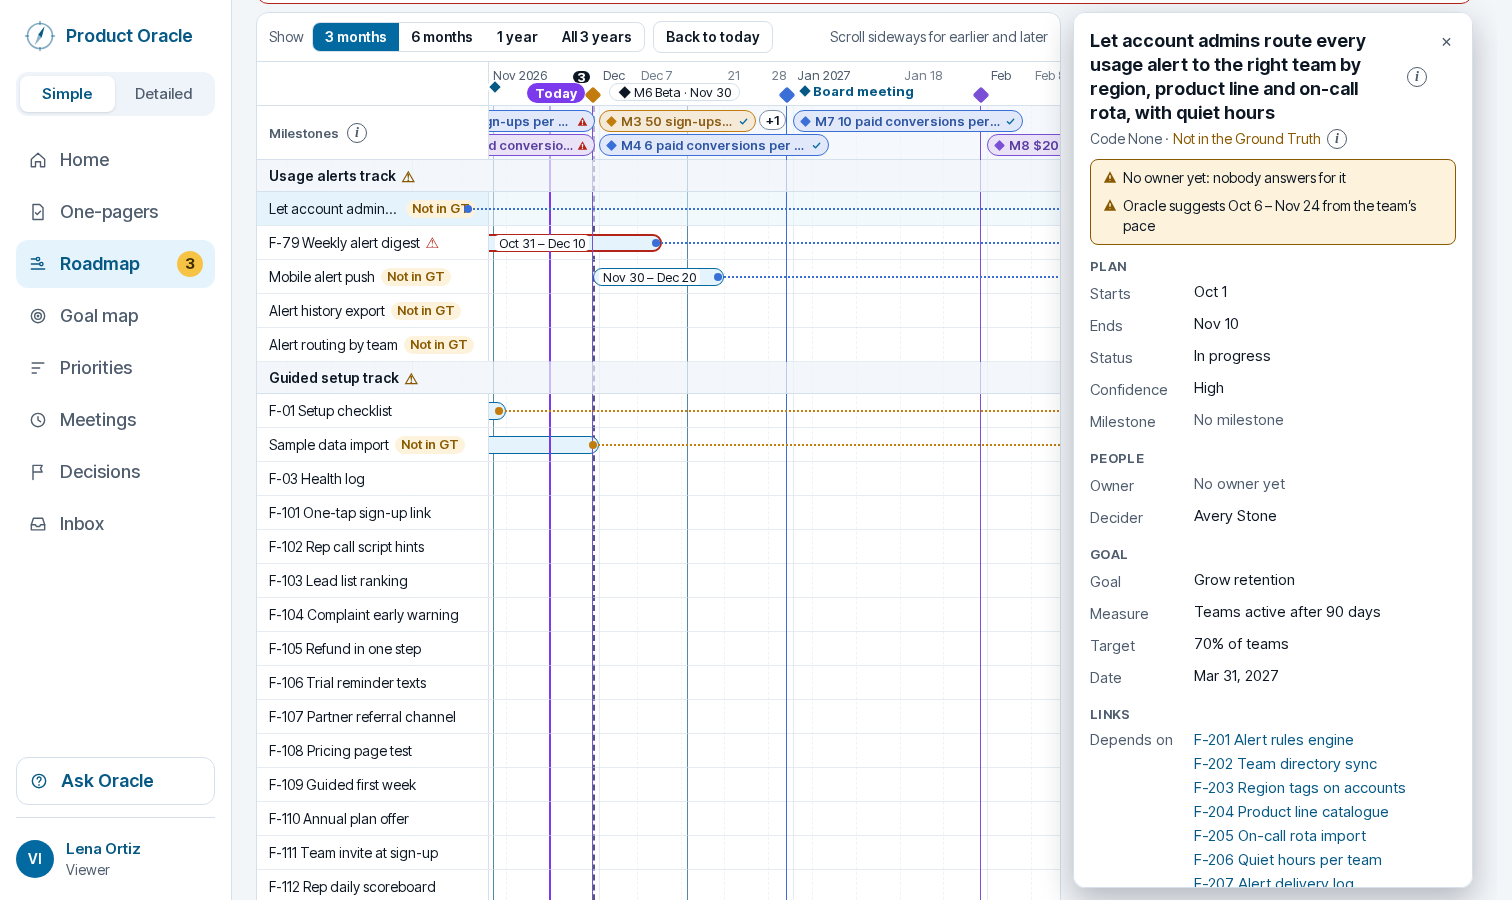 Product Oracle
Simple
Detailed
Home
One-pagers
Roadmap
3
Goal map
Priorities
Meetings
Decisions
Inbox
Ask Oracle
VI
Lena Ortiz
Viewer
Show
3 months
6 months
1 year
All 3 years
Back to today
Scroll sideways for earlier and later
Nov 2026
3
Dec
Dec 7
21
28
Jan 2027
Jan 18
Feb
Feb
Today
M6 Beta · Nov 30
Board meeting
Milestones
i
gn-ups per ...
M3 50 sign-ups...
+1
M7 10 paid conversions per...
d conversio...
M4 6 paid conversions per ...
M8 $20
Usage alerts track
Let account admin...
Not in GT
F-79 Weekly alert digest
Oct 31 – Dec 10
Mobile alert push
Not in GT
Nov 30 – Dec 20
Alert history export
Not in GT
Alert routing by team
Not in GT
Guided setup track
F-01 Setup checklist
Sample data import
Not in GT
F-03 Health log
F-101 One-tap sign-up link
F-102 Rep call script hints
F-103 Lead list ranking
F-104 Complaint early warning
F-105 Refund in one step
F-106 Trial reminder texts
F-107 Partner referral channel
F-108 Pricing page test
F-109 Guided first week
F-110 Annual plan offer
F-111 Team invite at sign-up
F-112 Rep daily scoreboard
Let account admins route every
usage alert to the right team by
region, product line and on-call
rota, with quiet hours
i
×
Code None · Not in the Ground Truth
i
No owner yet: nobody answers for it
Oracle suggests Oct 6 – Nov 24 from the team's
pace
PLAN
Starts
Oct 1
Ends
Nov 10
Status
In progress
Confidence
High
Milestone
No milestone
PEOPLE
Owner
No owner yet
Decider
Avery Stone
GOAL
Goal
Grow retention
Measure
Teams active after 90 days
Target
70% of teams
Date
Mar 31, 2027
LINKS
Depends on
F-201 Alert rules engine
F-202 Team directory sync
F-203 Region tags on accounts
F-204 Product line catalogue
F-205 On-call rota import
F-206 Quiet hours per team
F-207 Alert delivery log